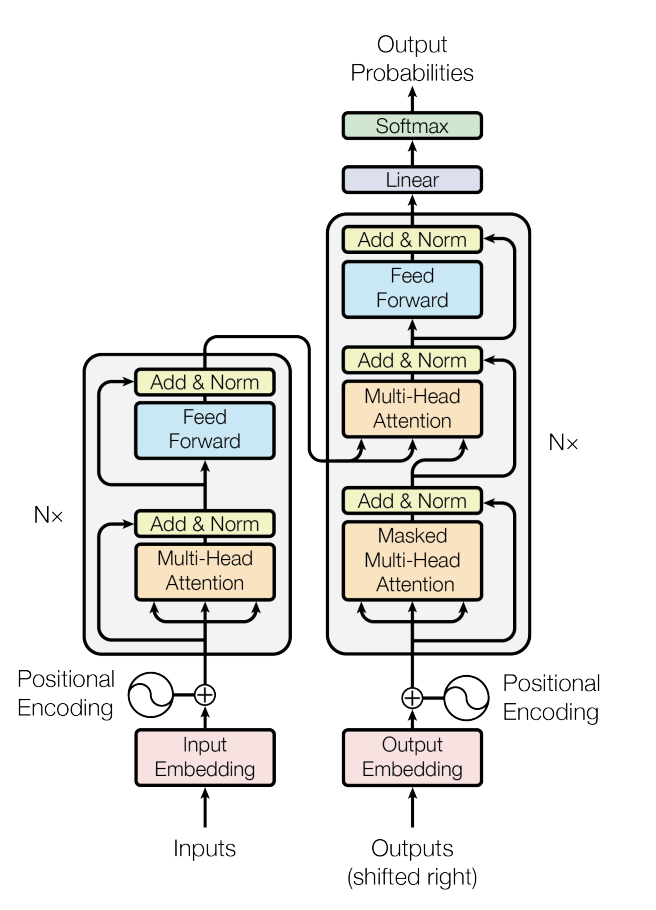 Output
Probabilities
Softmax
Linear
Add & Norm
Feed
Forward
Add & Norm
Multi-Head
Attention
Add & Norm
Masked
Multi-Head
Attention
Nx
Add & Norm
Feed
Forward
Add & Norm
Multi-Head
Attention
N×
Positional
Encoding
Positional
Encoding
Input
Embedding
Output
Embedding
Inputs
Outputs
(shifted right)